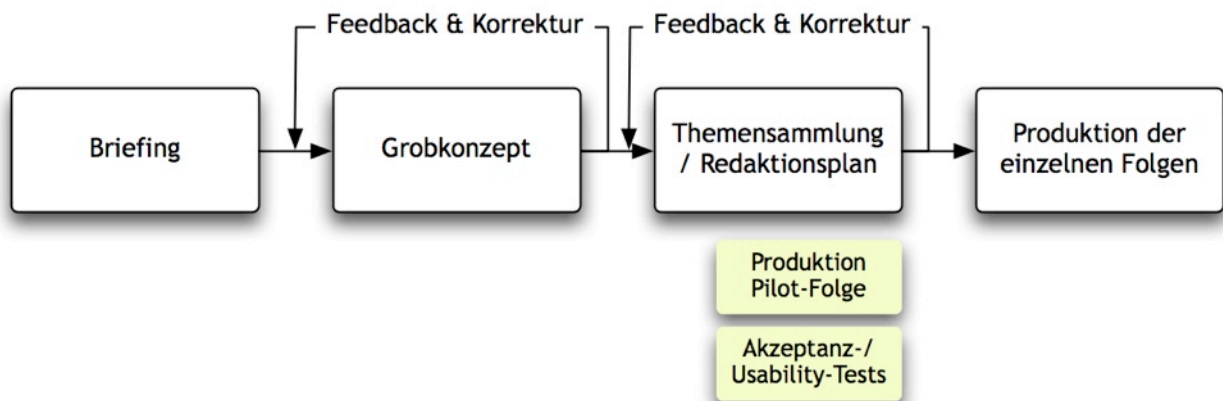 Feedback & Korrektur
Feedback & Korrektur
Briefing
Grobkonzept
Themensammlung
/ Redaktionsplan
Produktion der
einzelnen Folgen
Produktion
Pilot-Folge
Akzeptanz-/
Usability-Tests